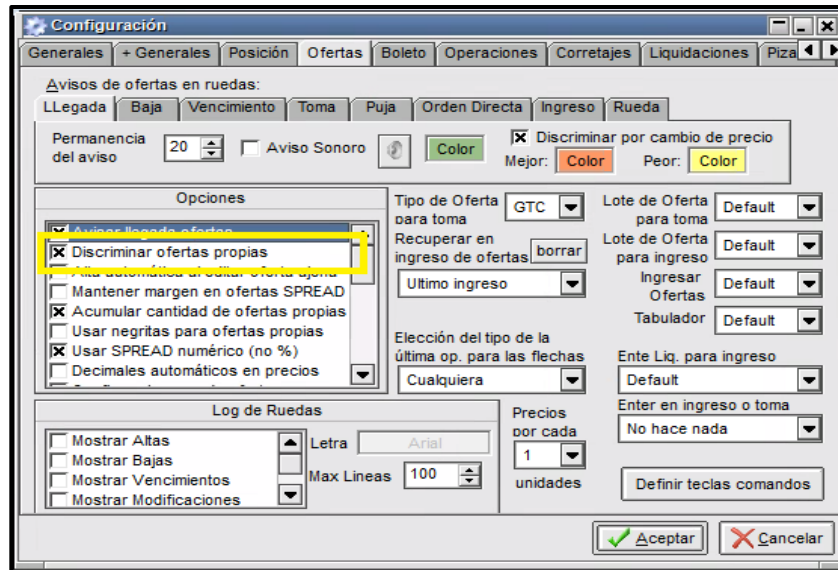 Configuración
Generales + Generales Posición Ofertas Boleto Operaciones Corretajes Liquidaciones Piza
Avisos de ofertas en ruedas:
LLegada Baja Vencimiento Toma Puja Orden Directa Ingreso Rueda
Permanencia del aviso 20 Aviso Sonoro Color
Discriminar por cambio de precio
Mejor: Color Peor: Color
Opciones
Avisar llegada ofertas
Discriminar ofertas propias
Mantener margen en ofertas SPREAD
Acumular cantidad de ofertas propias
Usar negritas para ofertas propias
Usar SPREAD numérico (no %)
Decimales automáticos en precios
Tipo de Oferta para toma GTC
Recuperar en ingreso de ofertas borrar
Ultimo ingreso
Elección del tipo de la
última op. para las flechas
Cualquiera
Lote de Oferta para toma Default
Lote de Oferta para ingreso Default
Ingresar Ofertas Default
Tabulador Default
Ente Liq. para ingreso
Default
Enter en ingreso o toma
No hace nada
Log de Ruedas
Mostrar Altas
Mostrar Bajas
Mostrar Vencimientos
Mostrar Modificaciones
Letra Arial
Max Lineas 100
Precios
por cada
1
unidades
Definir teclas comandos
Aceptar Cancelar